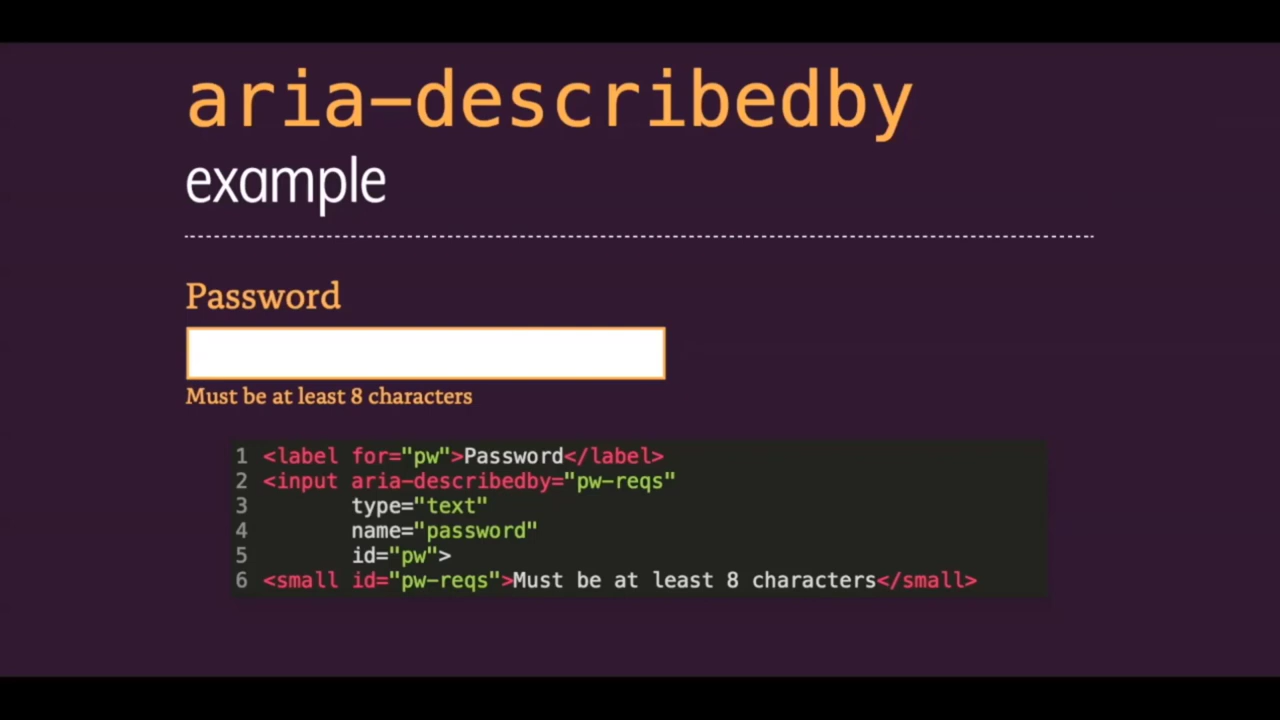 aria-describedby
example
Password
Must be at least 8 characters
1 <label for="pw">Password</label>
2 <input aria-describedby="pw-reqs"
3        type="text"
4        name="password"
5        id="pw">
6 <small id="pw-reqs">Must be at least 8 characters</small>